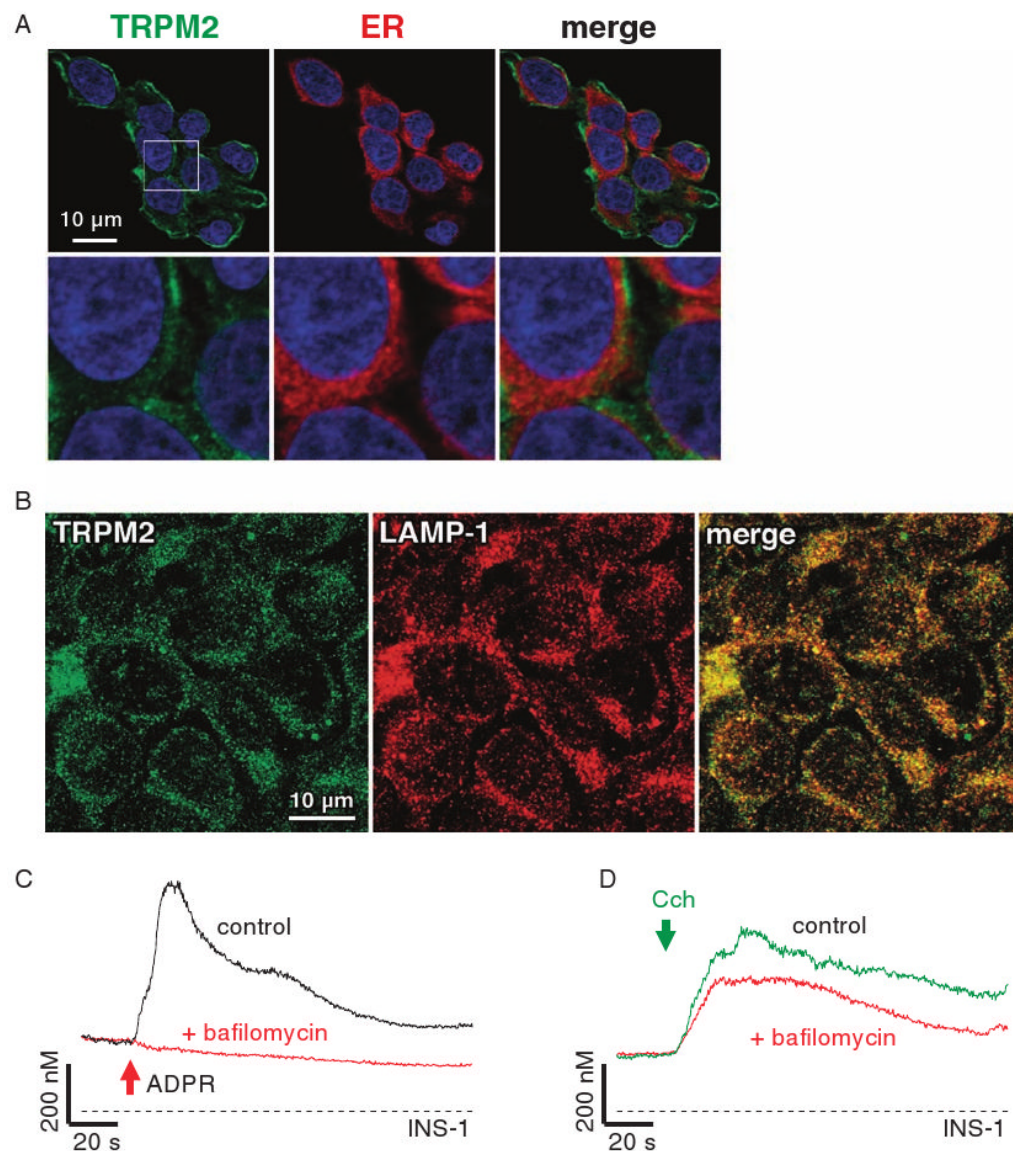 A
TRPM2
ER
merge
10 µm
B
TRPM2
LAMP-1
merge
10 µm
C
control
+ bafilomycin
ADPR
200 nM
20 s
INS-1
D
Cch
control
+ bafilomycin
200 nM
20 s
INS-1